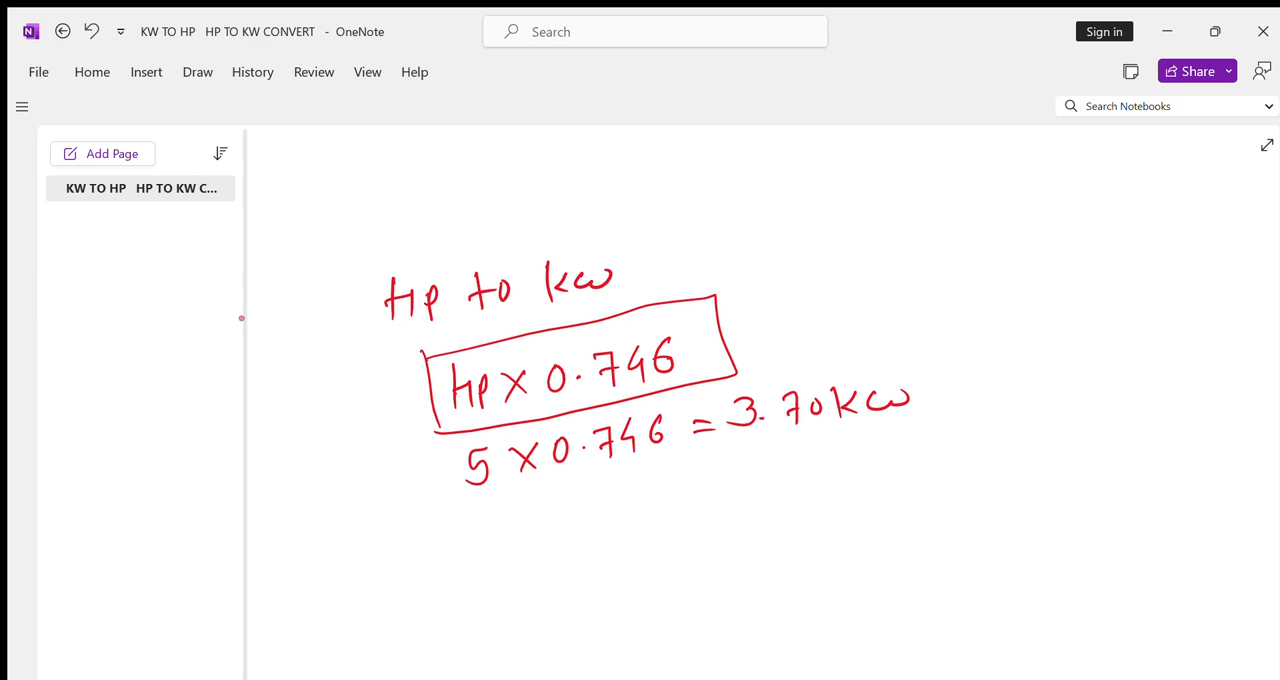 KW TO HP   HP TO KW CONVERT  -  OneNote
Search
Sign in
File Home Insert Draw History Review View Help
Share
Search Notebooks
Add Page
KW TO HP   HP TO KW C...
Hp to kw
Hp x 0.746
5 x 0.746 = 3.70kw